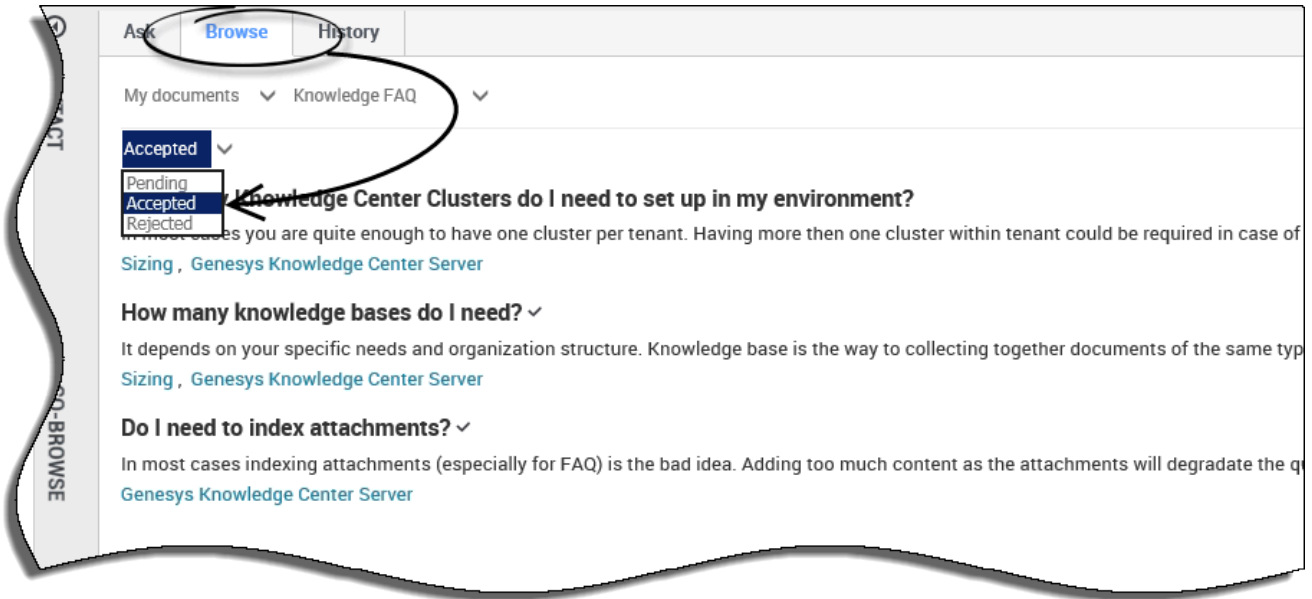 Ask Browse History
My documents Knowledge FAQ
Accepted
Pending
Accepted
Rejected
Knowledge Center Clusters do I need to set up in my environment?
you are quite enough to have one cluster per tenant. Having more then one cluster within tenant could be required in case of
Sizing , Genesys Knowledge Center Server
How many knowledge bases do I need?
It depends on your specific needs and organization structure. Knowledge base is the way to collecting together documents of the same typ
Sizing , Genesys Knowledge Center Server
Do I need to index attachments?
In most cases indexing attachments (especially for FAQ) is the bad idea. Adding too much content as the attachments will degradate the q
Genesys Knowledge Center Server
TACT
CO-BROWSE